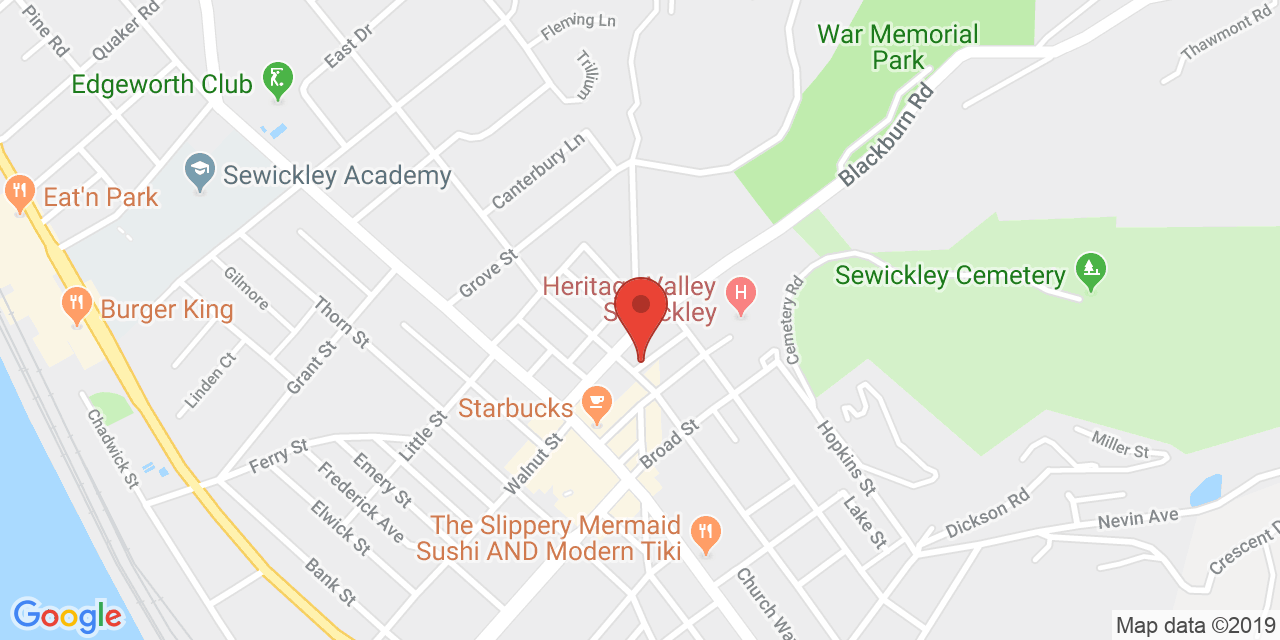 Pine Rd
Quaker Rd
East Dr
Fleming Ln
Trillium
War Memorial
Park
Thawmont Rd
Edgeworth Club
Blackburn Rd
Canterbury Ln
Sewickley Academy
Eat'n Park
Grove St
Sewickley Cemetery
Gilmore
Heritage Valley
Sewickley
H
Burger King
Thorn St
Cemetery Rd
Linden Ct
Grant St
Starbucks
Chadwick St
Little St
Walnut St
Broad St
Hopkins St
Miller St
Ferry St
Emery St
Frederick Ave
Elwick St
Lake St
Dickson Rd
Nevin Ave
The Slippery Mermaid
Sushi AND Modern Tiki
Crescent D
Bank St
Church Wa
Google
Map data ©2019